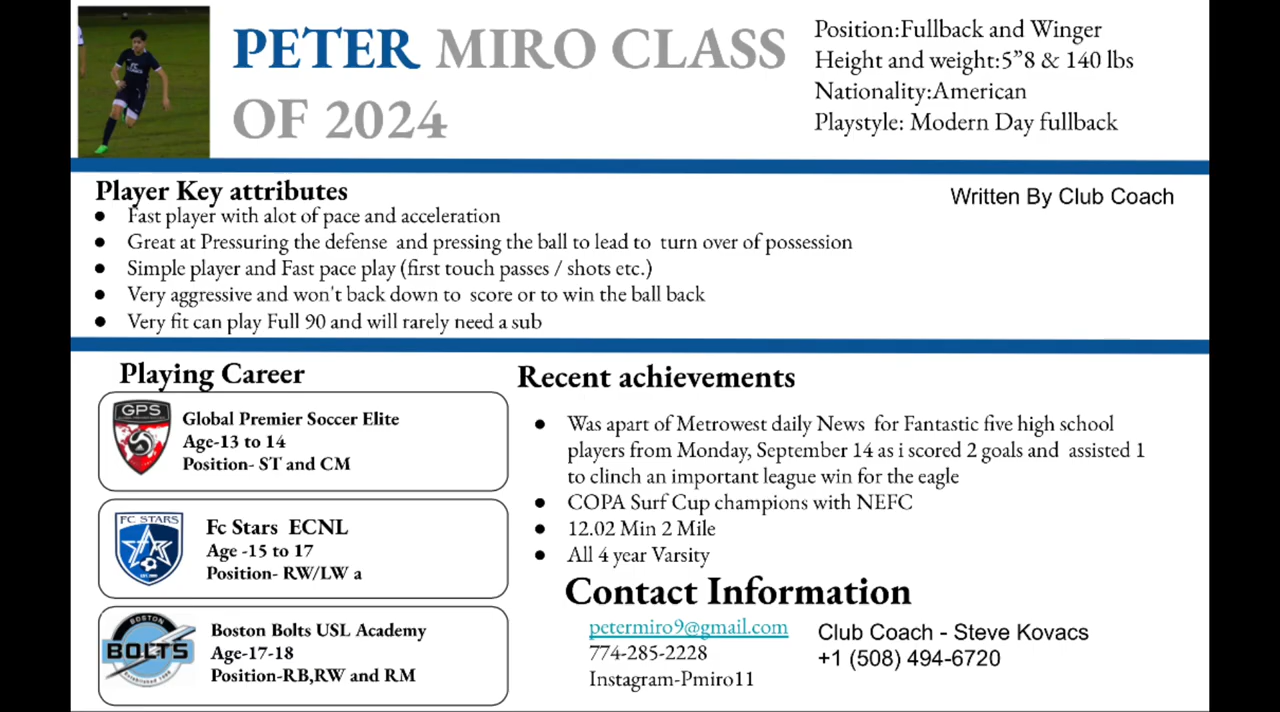 PETER MIRO CLASS
OF 2024
Position:Fullback and Winger
Height and weight:5”8 & 140 lbs
Nationality:American
Playstyle: Modern Day fullback
Player Key attributes
Written By Club Coach
● Fast player with alot of pace and acceleration
● Great at Pressuring the defense and pressing the ball to lead to turn over of possession
● Simple player and Fast pace play (first touch passes / shots etc.)
● Very aggressive and won't back down to score or to win the ball back
● Very fit can play Full 90 and will rarely need a sub
Playing Career
GPS
Global Premier Soccer Elite
Age-13 to 14
Position- ST and CM
FC STARS
Fc Stars ECNL
Age -15 to 17
Position- RW/LW a
BOSTON
BOLTS
Boston Bolts USL Academy
Age-17-18
Position-RB,RW and RM
Recent achievements
● Was apart of Metrowest daily News for Fantastic five high school
players from Monday, September 14 as i scored 2 goals and assisted 1
to clinch an important league win for the eagle
● COPA Surf Cup champions with NEFC
● 12.02 Min 2 Mile
● All 4 year Varsity
Contact Information
petermiro9@gmail.com
774-285-2228
Instagram-Pmiro11
Club Coach - Steve Kovacs
+1 (508) 494-6720